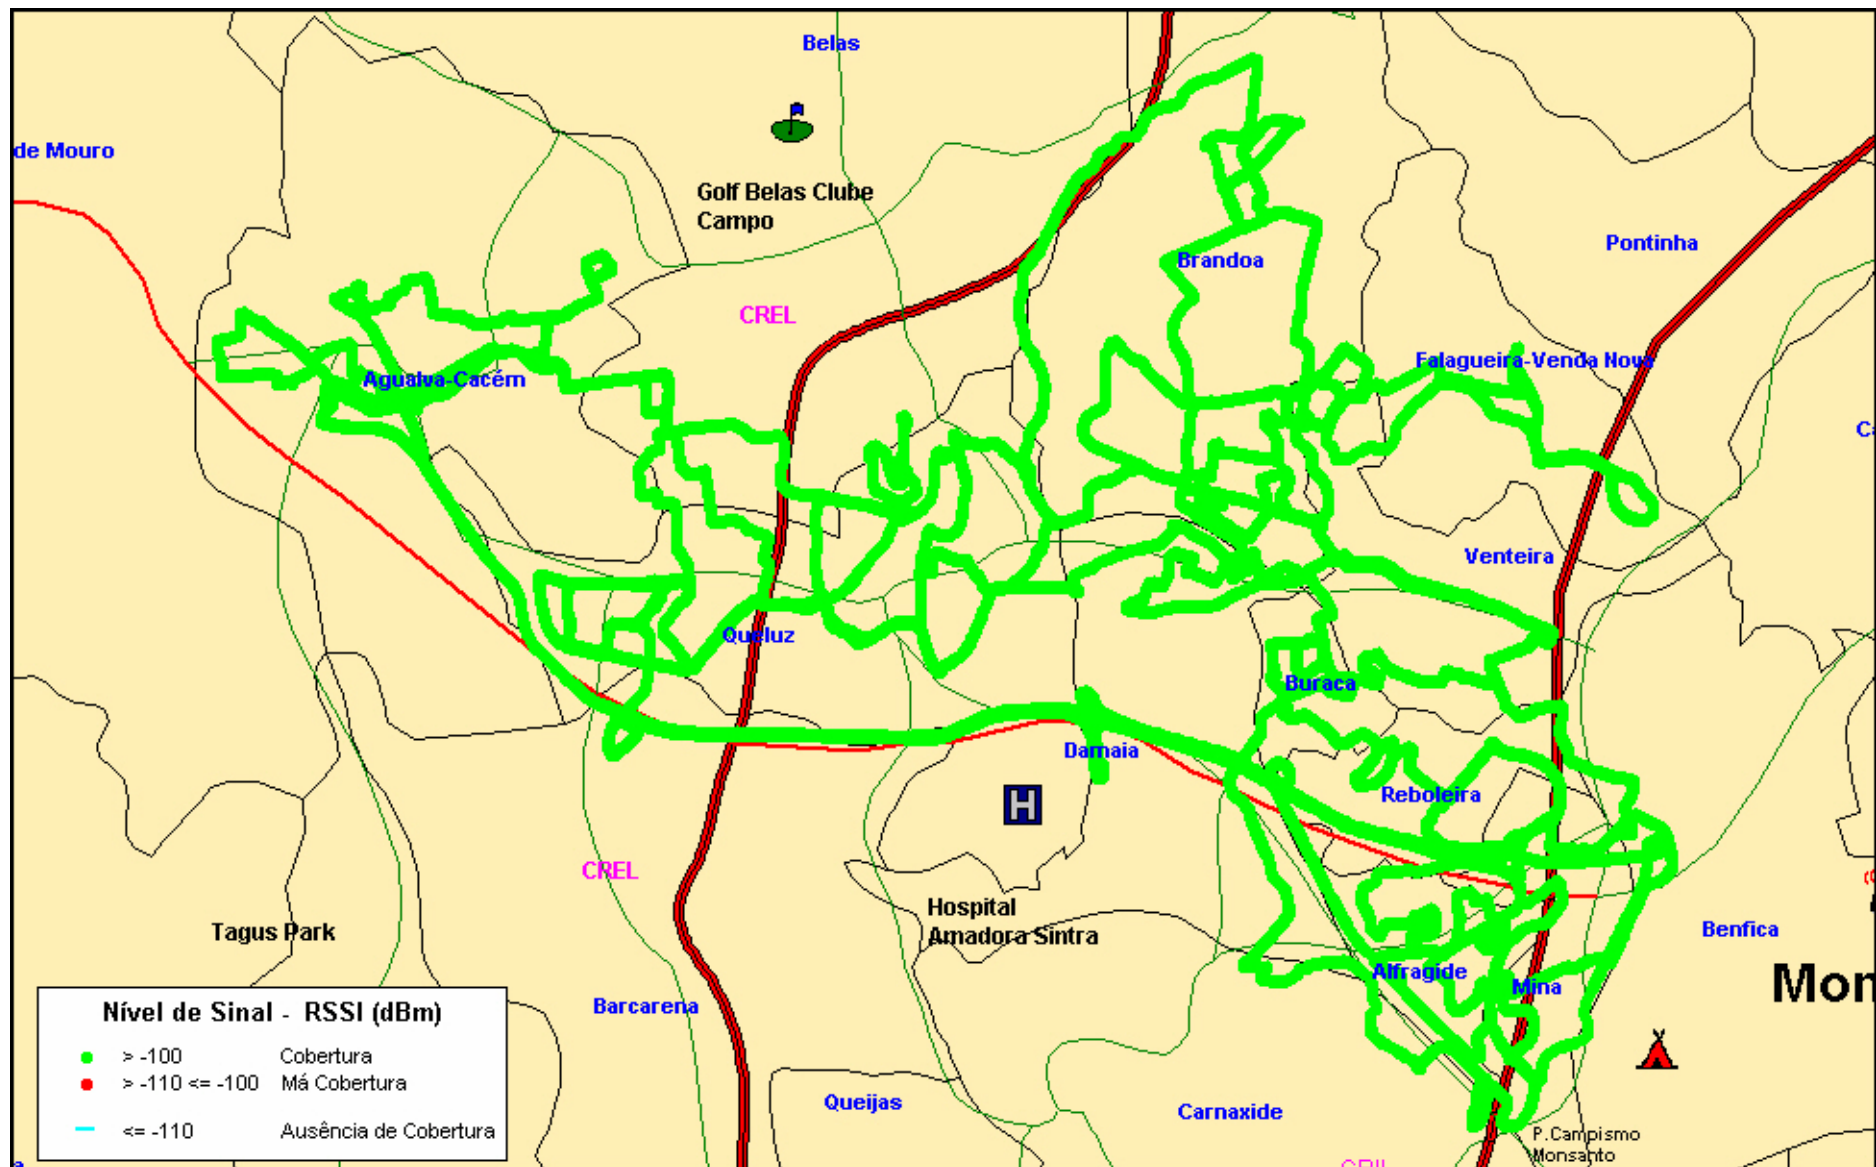 Belas
de Mouro
Golf Belas Clube
Campo
Pontinha
Brandoa
CREL
Falagueira-Venda Nova
Agualva-Cacém
Venteira
Queluz
Buraca
Damaia
Reboleira
H
CREL
Hospital
Amadora Sintra
Tagus Park
Benfica
Alfragide
Mina
Mon
Barcarena
Nível de Sinal - RSSI (dBm)
> -100 Cobertura
> -110 <= -100 Má Cobertura
<= -110 Ausência de Cobertura
Queijas
Carnaxide
P.Campismo
Monsanto
CRIL